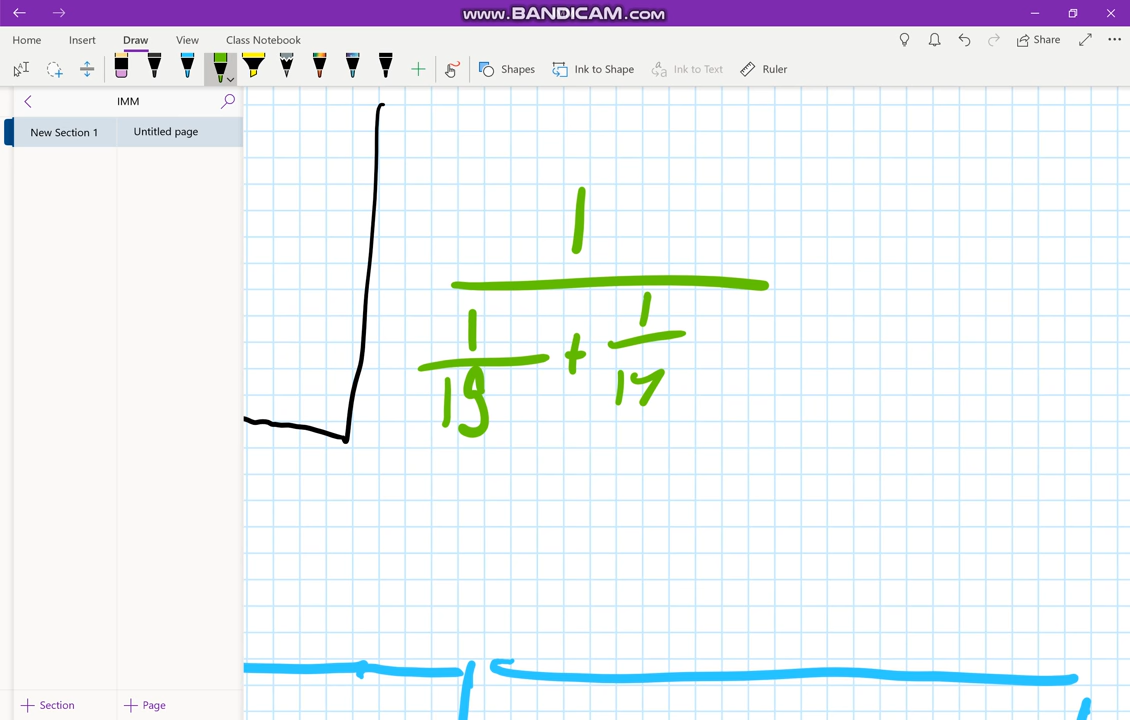 www.BANDICAM.com
Home Insert Draw View Class Notebook
Share
Shapes Ink to Shape Ink to Text Ruler
IMM
New Section 1 Untitled page
1
1 + 1
19
Section Page